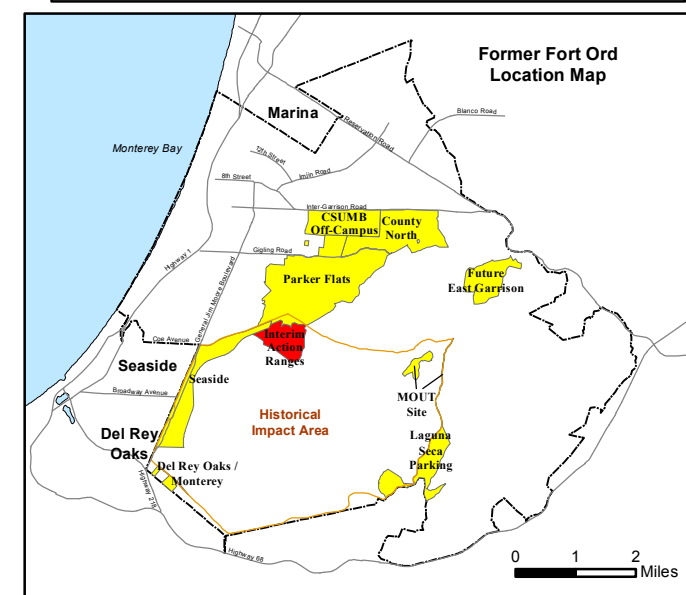 Former Fort Ord
Location Map
Marina
Blanco Road
Reservation Road
Monterey Bay
12th Street
Imjin Road
8th Street
Inter-Garrison Road
CSUMB
Off-Campus
County
North
Gigling Road
Highway 1
General Jim Moore Boulevard
Parker Flats
Future
East Garrison
Coe Avenue
Interim
Action
Ranges
Seaside
Seaside
Broadway Avenue
MOUT
Site
Historical
Impact Area
Del Rey
Oaks
Laguna
Seca
Parking
Del Rey Oaks /
Monterey
Highway 218
Highway 68
0 1 2
Miles